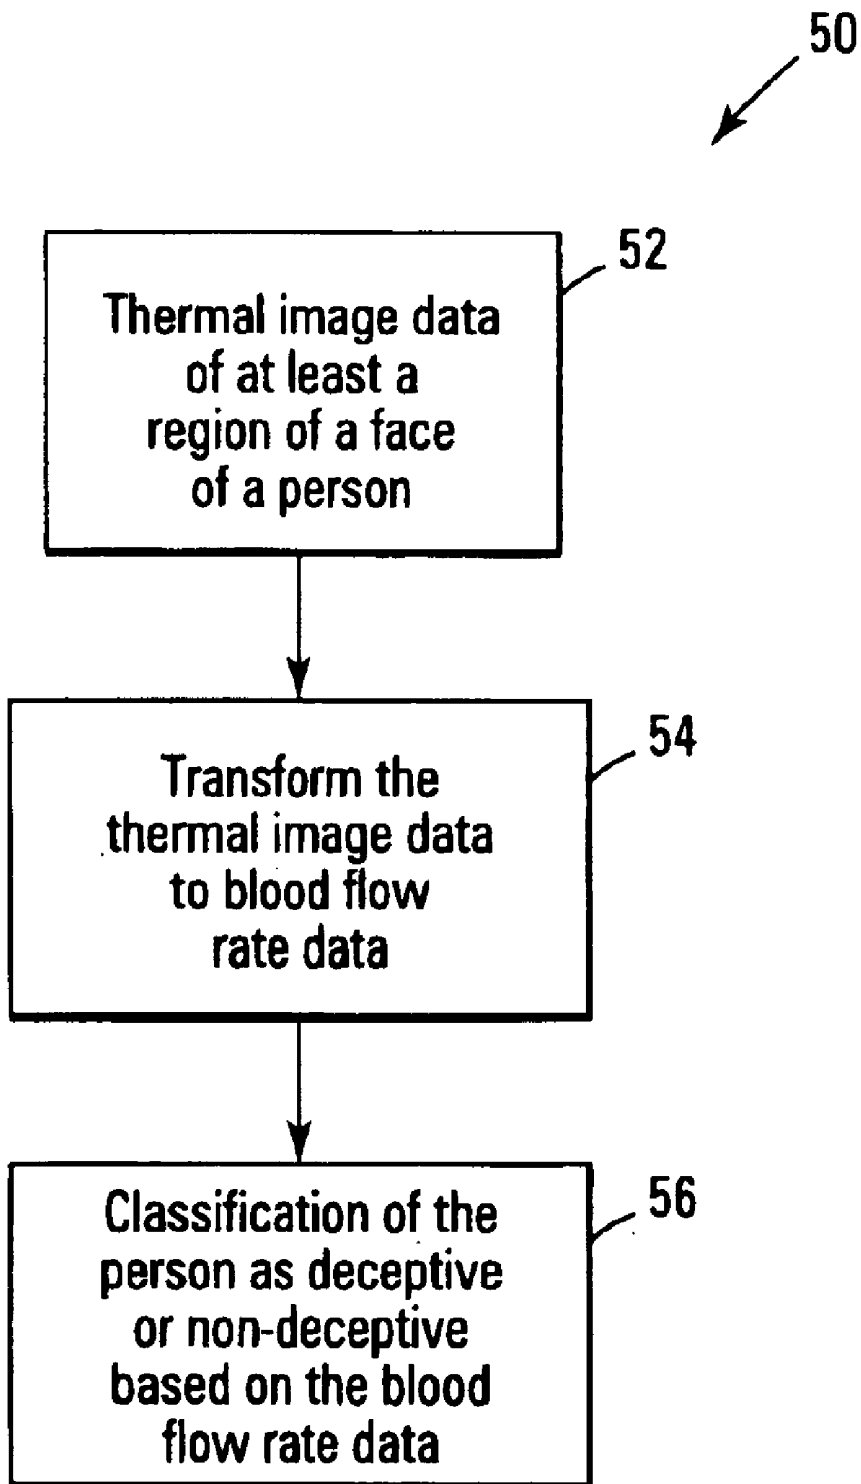 50
52
Thermal image data
of at least a
region of a face
of a person
54
Transform the
thermal image data
to blood flow
rate data
56
Classification of the
person as deceptive
or non-deceptive
based on the blood
flow rate data